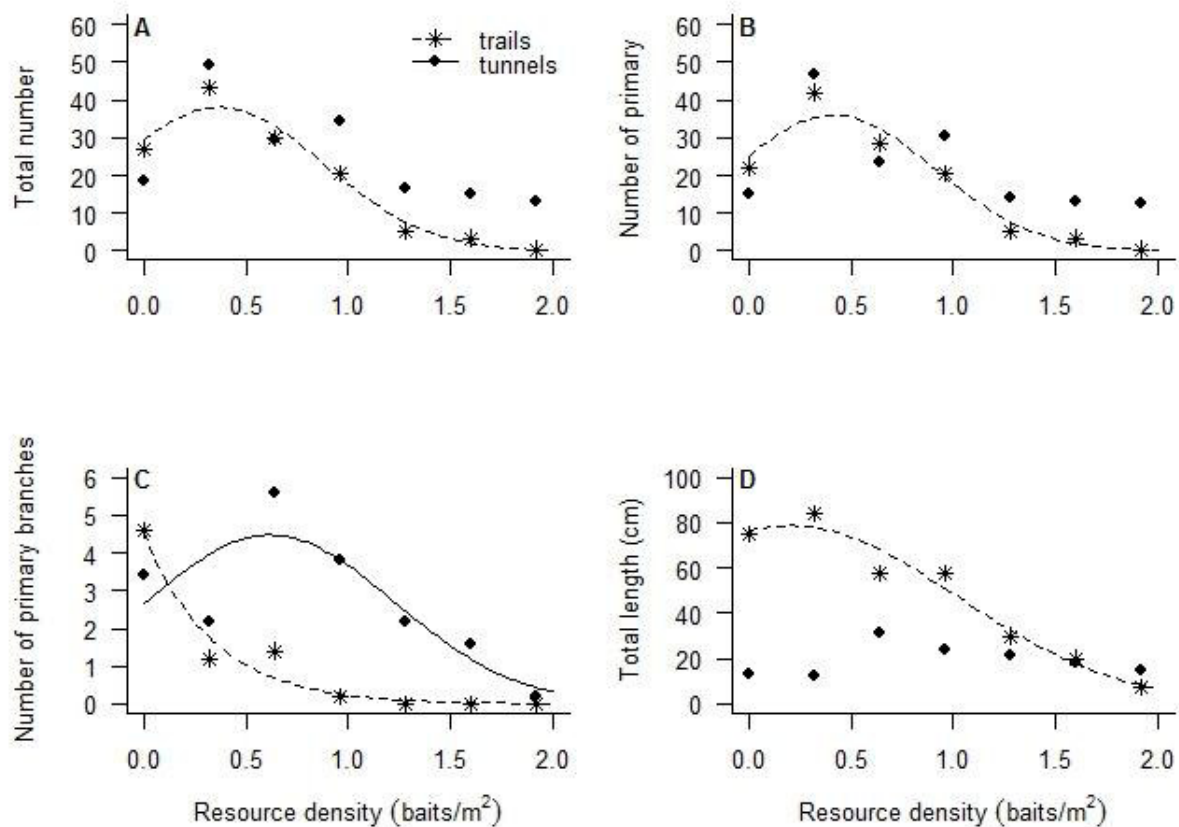 A
60
50
40
30
20
10
0
Total number
trails
tunnels
0.0 0.5 1.0 1.5 2.0
B
60
50
40
30
20
10
0
Number of primary
0.0 0.5 1.0 1.5 2.0
C
6
5
4
3
2
1
0
Number of primary branches
0.0 0.5 1.0 1.5 2.0
Resource density (baits/m²)
D
100
80
60
40
20
0
Total length (cm)
0.0 0.5 1.0 1.5 2.0
Resource density (baits/m²)